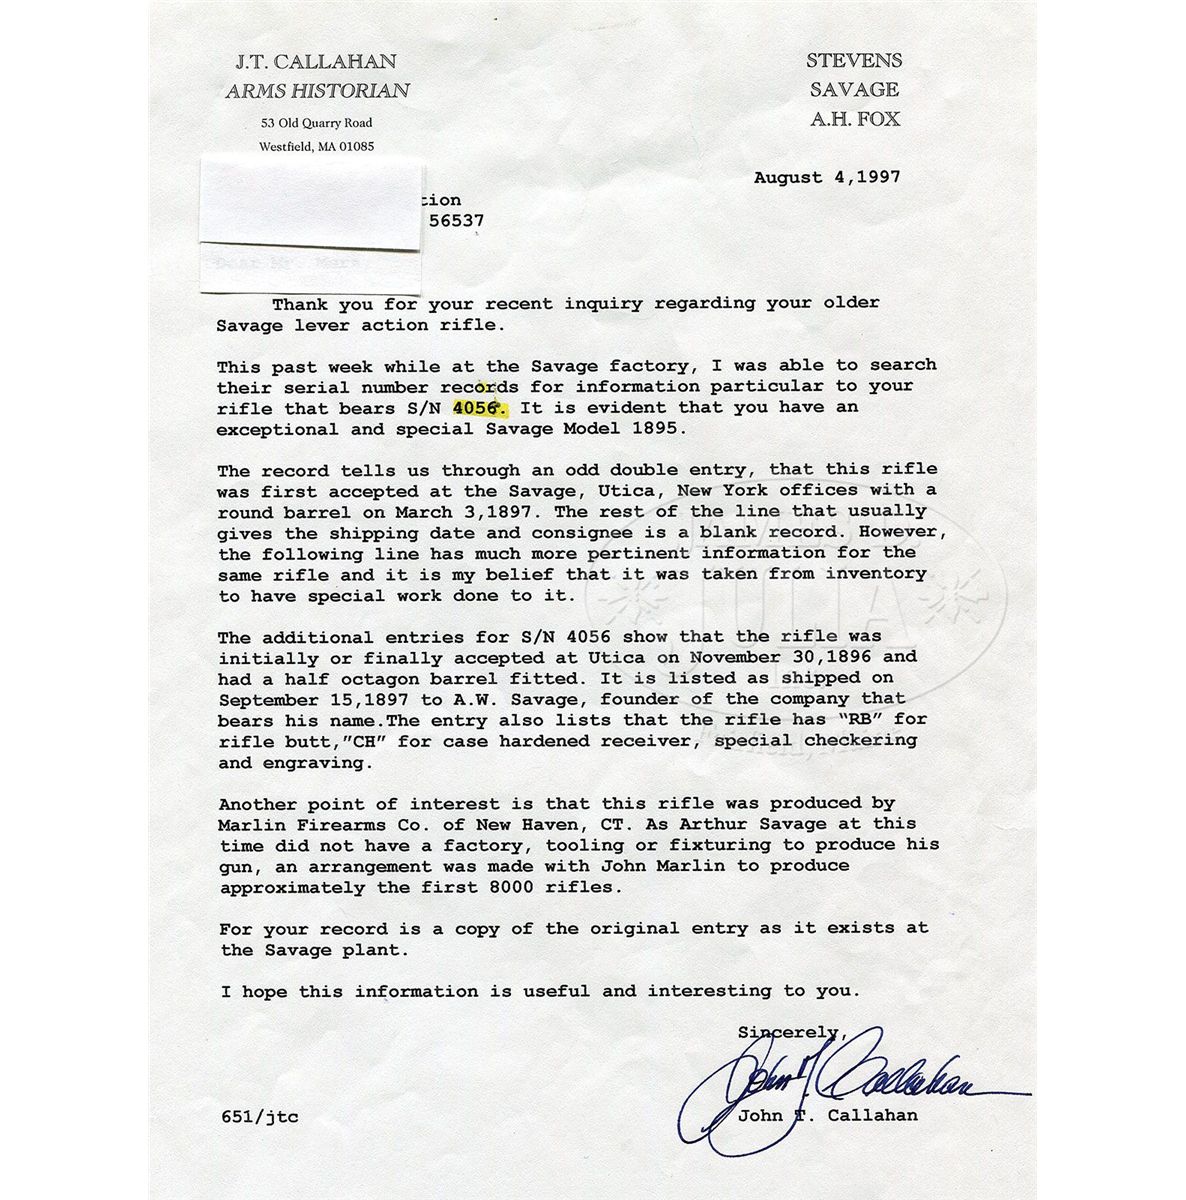 J.T. CALLAHAN
ARMS HISTORIAN
53 Old Quarry Road
Westfield, MA 01085
STEVENS
SAVAGE
A.H. FOX
August 4,1997
tion
56537
Dear Mr.
Thank you for your recent inquiry regarding your older
Savage lever action rifle.
This past week while at the Savage factory, I was able to search
their serial number records for information particular to your
rifle that bears S/N 4056. It is evident that you have an
exceptional and special Savage Model 1895.
The record tells us through an odd double entry, that this rifle
was first accepted at the Savage, Utica, New York offices with a
round barrel on March 3,1897. The rest of the line that usually
gives the shipping date and consignee is a blank record. However,
the following line has much more pertinent information for the
same rifle and it is my belief that it was taken from inventory
to have special work done to it.
The additional entries for S/N 4056 show that the rifle was
initially or finally accepted at Utica on November 30,1896 and
had a half octagon barrel fitted. It is listed as shipped on
September 15,1897 to A.W. Savage, founder of the company that
bears his name.The entry also lists that the rifle has “RB” for
rifle butt,”CH” for case hardened receiver, special checkering
and engraving.
Another point of interest is that this rifle was produced by
Marlin Firearms Co. of New Haven, CT. As Arthur Savage at this
time did not have a factory, tooling or fixturing to produce his
gun, an arrangement was made with John Marlin to produce
approximately the first 8000 rifles.
For your record is a copy of the original entry as it exists at
the Savage plant.
I hope this information is useful and interesting to you.
Sincerely,
John T. Callahan
John T. Callahan
651/jtc
JAMES D.
JULIA
INC.